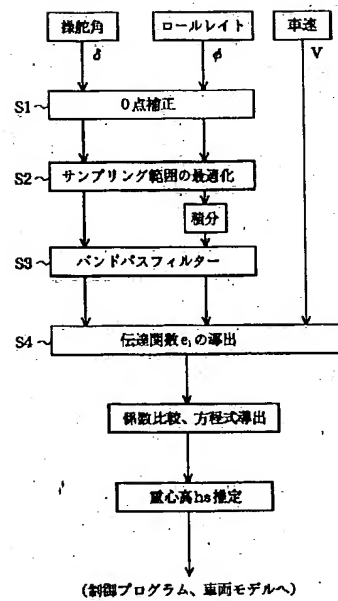 操舵角 ロールレイト 車速
δ φ V
S1～ 0点補正
S2～ サンプリング範囲の最適化
積分
S3～ バンドパスフィルター
S4～ 伝達関数e₁の導出
係数比較、方程式導出
重心高hs推定
(制御プログラム、車両モデルへ)